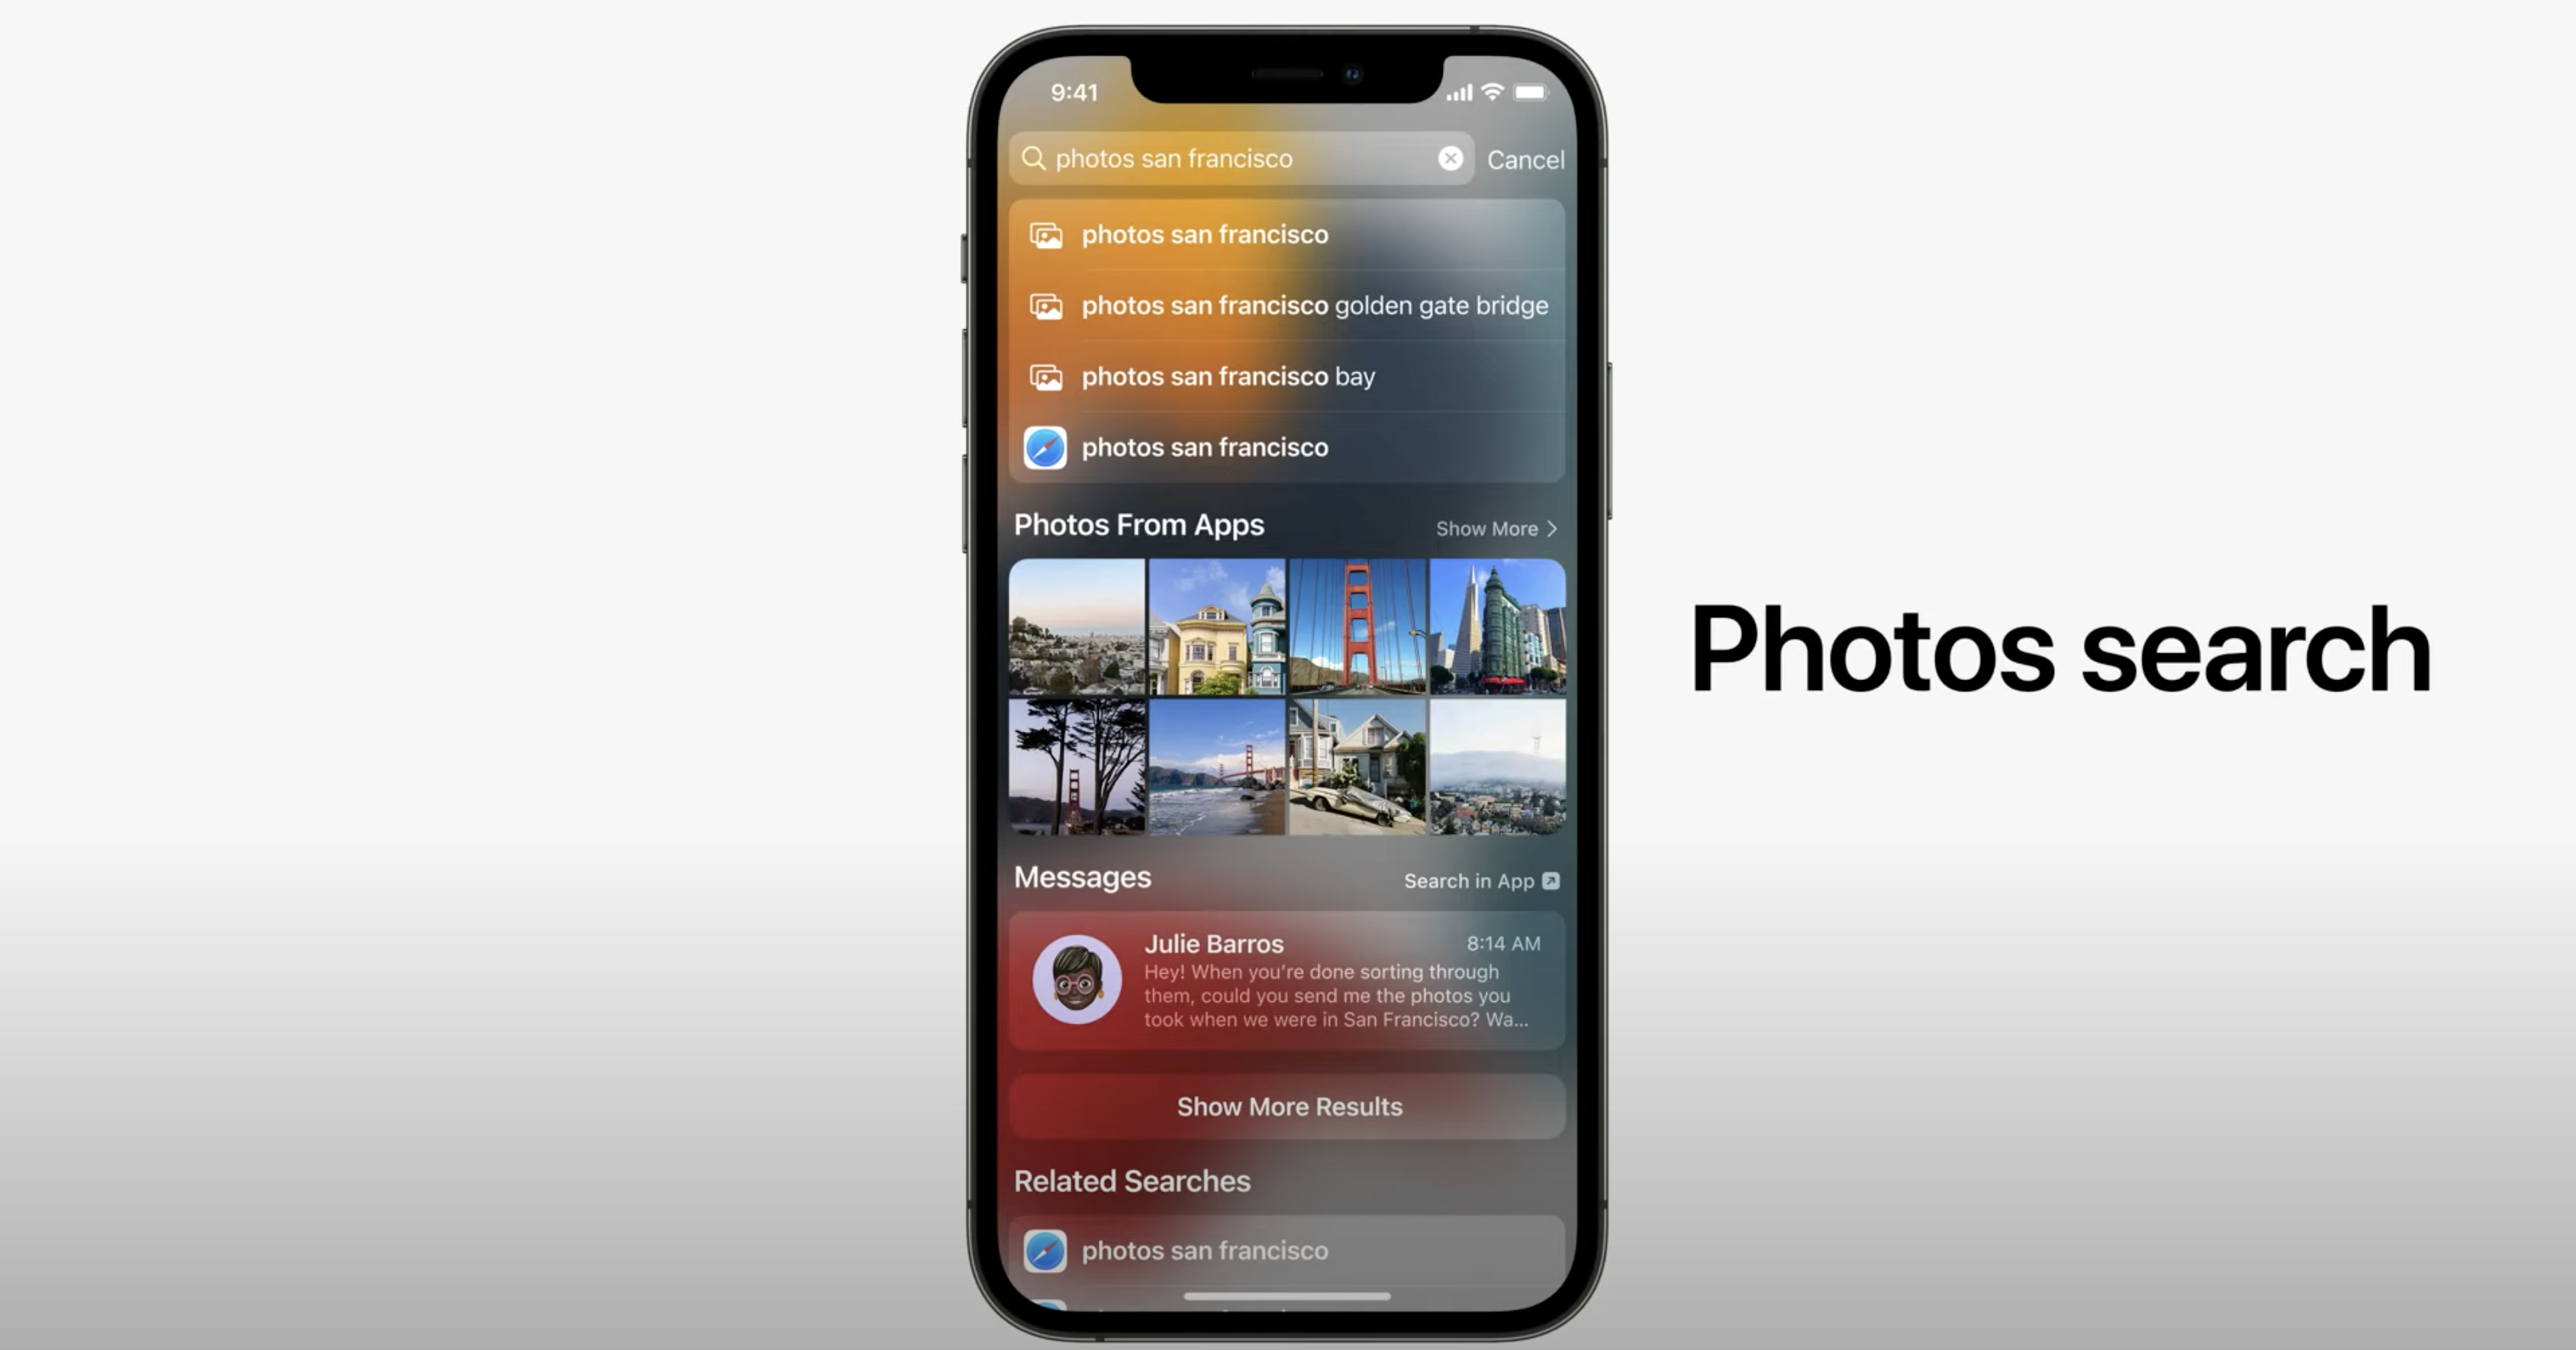 9:41
photos san francisco
Cancel
photos san francisco
photos san francisco golden gate bridge
photos san francisco bay
photos san francisco
Photos From Apps
Show More
Messages
Search in App
Julie Barros
8:14 AM
Hey! When you're done sorting through
them, could you send me the photos you
took when we were in San Francisco? Wa...
Show More Results
Related Searches
photos san francisco
Photos search